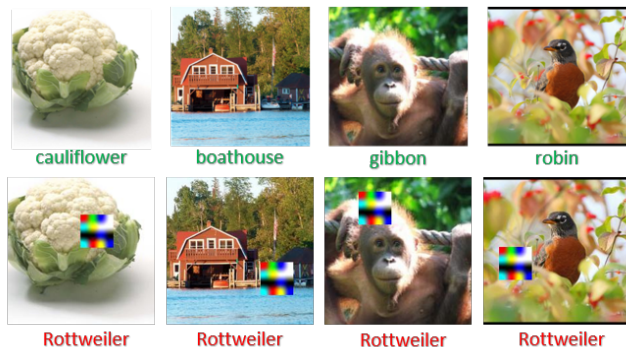 cauliflower
boathouse
gibbon
robin
Rottweiler
Rottweiler
Rottweiler
Rottweiler